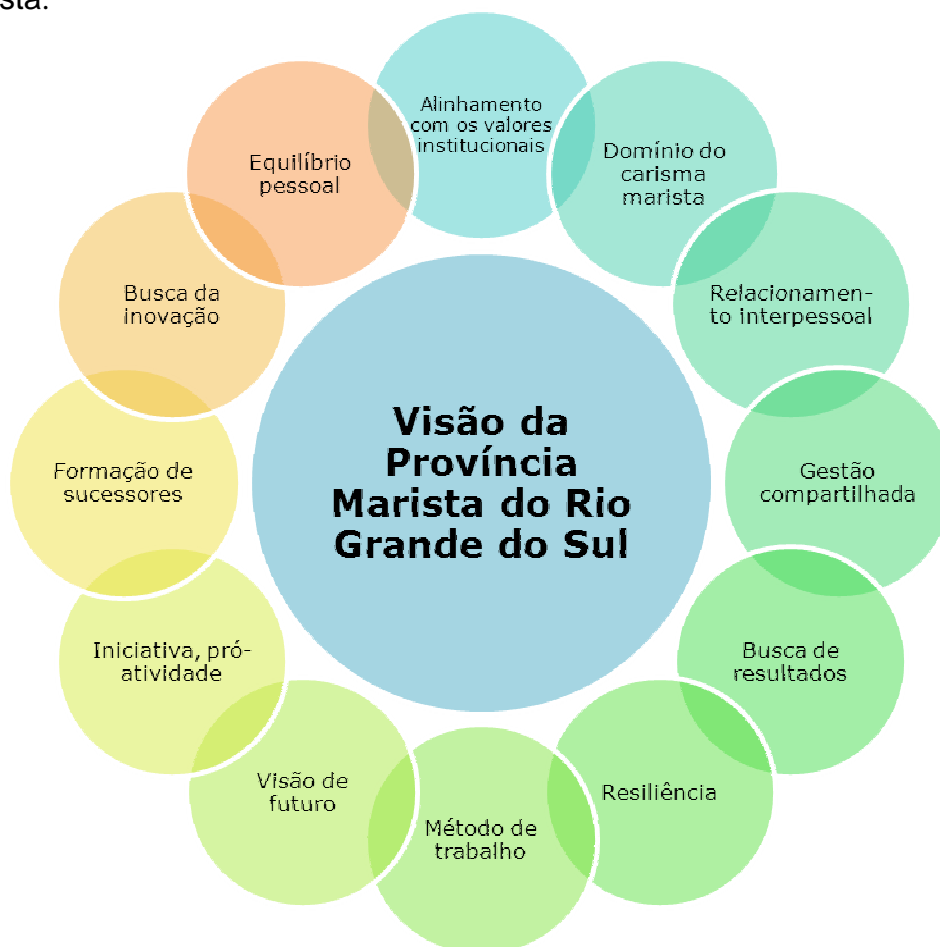 sta.
Alinhamento
com os valores
institucionais
Domínio do
carisma
marista
Relacionamen-
to interpessoal
Gestão
compartilhada
Busca de
resultados
Resiliência
Método de
trabalho
Visão de
futuro
Iniciativa, pró-
atividade
Formação de
sucessores
Busca da
inovação
Equilíbrio
pessoal
Visão da
Província
Marista do Rio
Grande do Sul